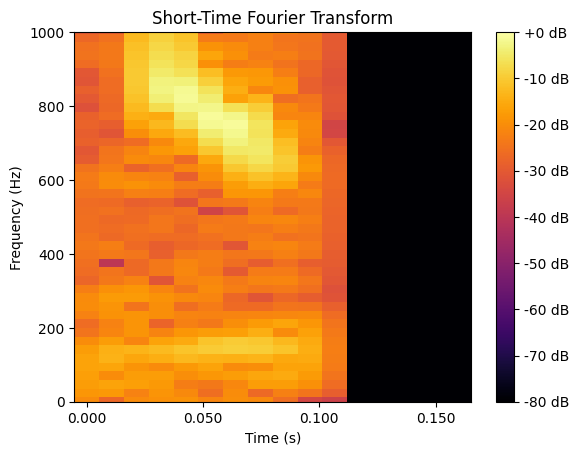 Short-Time Fourier Transform
1000
800
600
400
200
0
Frequency (Hz)
0.000
0.050
0.100
0.150
Time (s)
+0 dB
-10 dB
-20 dB
-30 dB
-40 dB
-50 dB
-60 dB
-70 dB
-80 dB